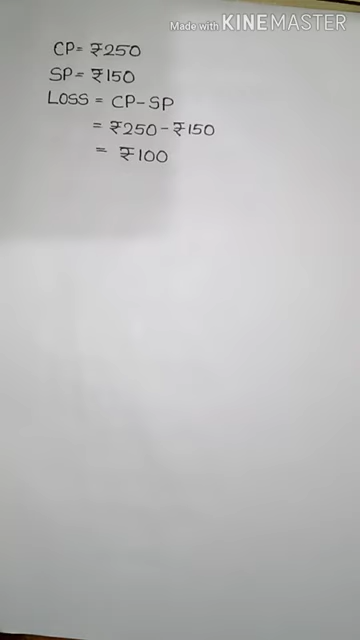 Made with KINEMASTER
CP = ₹250
SP = ₹150
LOSS = CP - SP
= ₹250 - ₹150
= ₹100